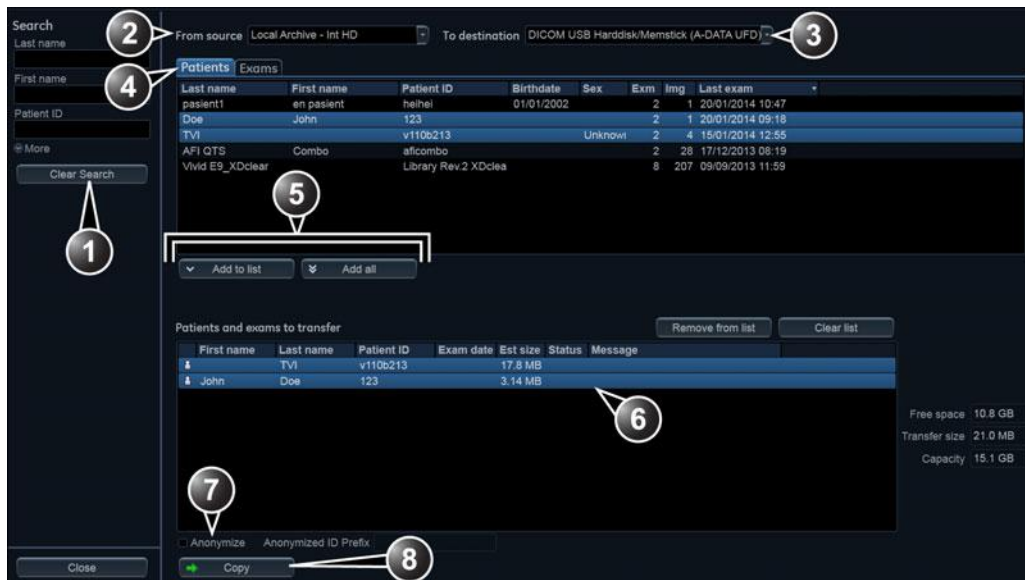 Search
Last name
First name
Patient ID
More
Clear Search
1
2
From source Local Archive - Int HD To destination DICOM USB Harddisk/Memstick (A-DATA UFD)
3
4
Patients Exams
Last name First name Patient ID Birthdate Sex Exm Img Last exam
pasient1 en pasient heihei 01/01/2002 2 1 20/01/2014 10:47
Doe John 123 2 1 20/01/2014 09:18
TVI v110b213 Unknow 2 4 15/01/2014 12:55
AFI QTS Combo aficombo 2 28 17/12/2013 08:19
Vivid E9_XDclear Library Rev.2 XDclea 8 207 09/09/2013 11:59
5
Add to list Add all
Patients and exams to transfer Remove from list Clear list
First name Last name Patient ID Exam date Est size Status Message
TVI v110b213 17.8 MB
John Doe 123 3.14 MB
6
Free space 10.8 GB
Transfer size 21.0 MB
Capacity 15.1 GB
7
Anonymize Anonymized ID Prefix
8
Close
Copy